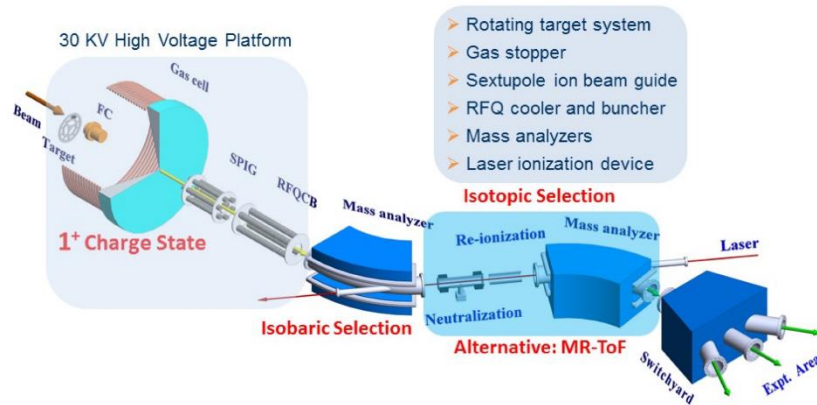 30 KV High Voltage Platform
Gas cell
FC
Beam
Target
SPIG
RFQCB
1⁺ Charge State
Rotating target system
Gas stopper
Sextupole ion beam guide
RFQ cooler and buncher
Mass analyzers
Laser ionization device
Isotopic Selection
Mass analyzer
Isobaric Selection
Re-ionization
Mass analyzer
Laser
Neutralization
Alternative: MR-ToF
Switchyard
Expt. Area